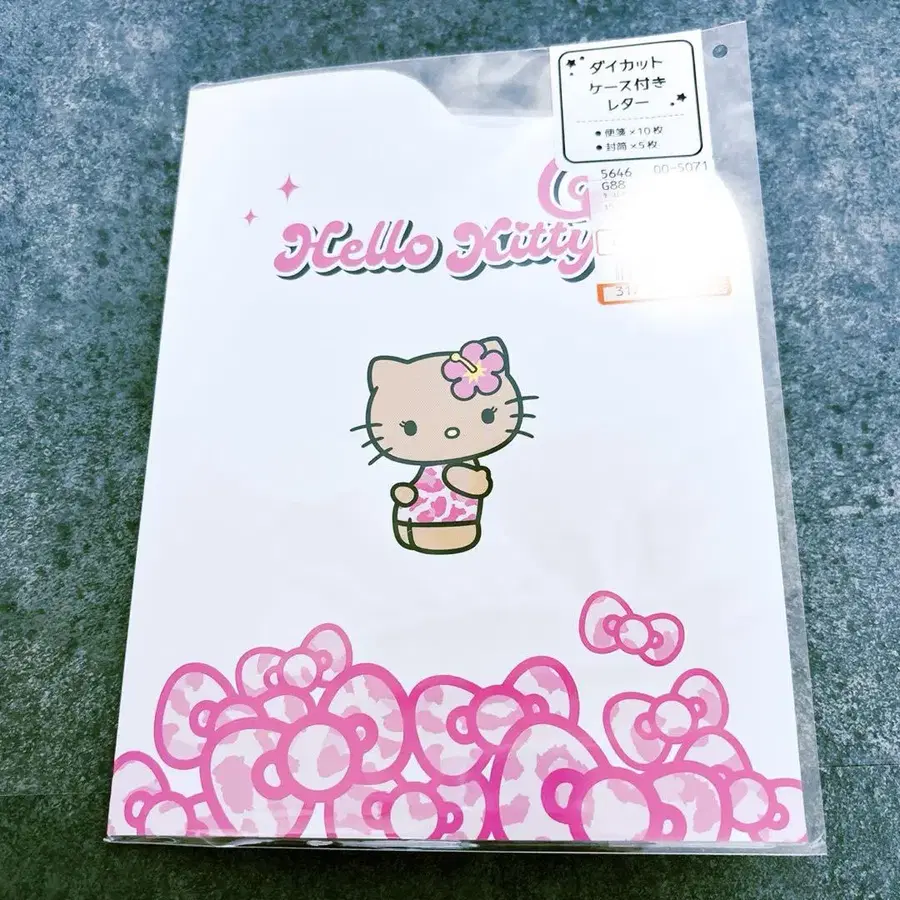 ダイカット
ケース付き
レター
● 便箋×10枚
● 封筒×5枚
5646 00-5071
G88
Hello Kitty